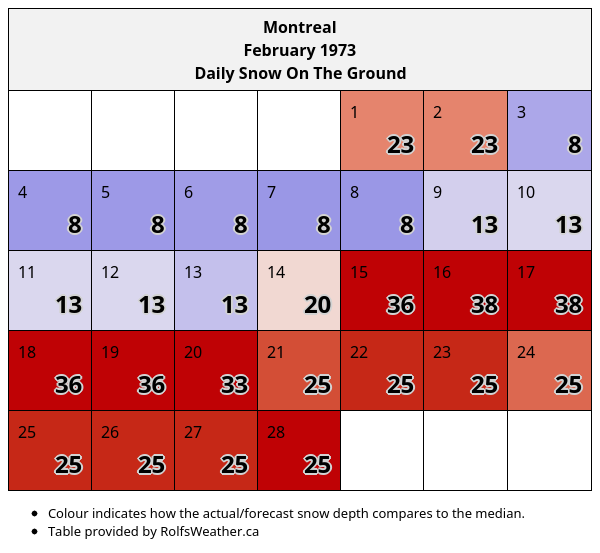 Montreal
February 1973
Daily Snow On The Ground
1 2 3
23 23 8
4 5 6 7 8 9 10
8 8 8 8 8 13 13
11 12 13 14 15 16 17
13 13 13 20 36 38 38
18 19 20 21 22 23 24
36 36 33 25 25 25 25
25 26 27 28
25 25 25 25
• Colour indicates how the actual/forecast snow depth compares to the median.
• Table provided by RolfsWeather.ca